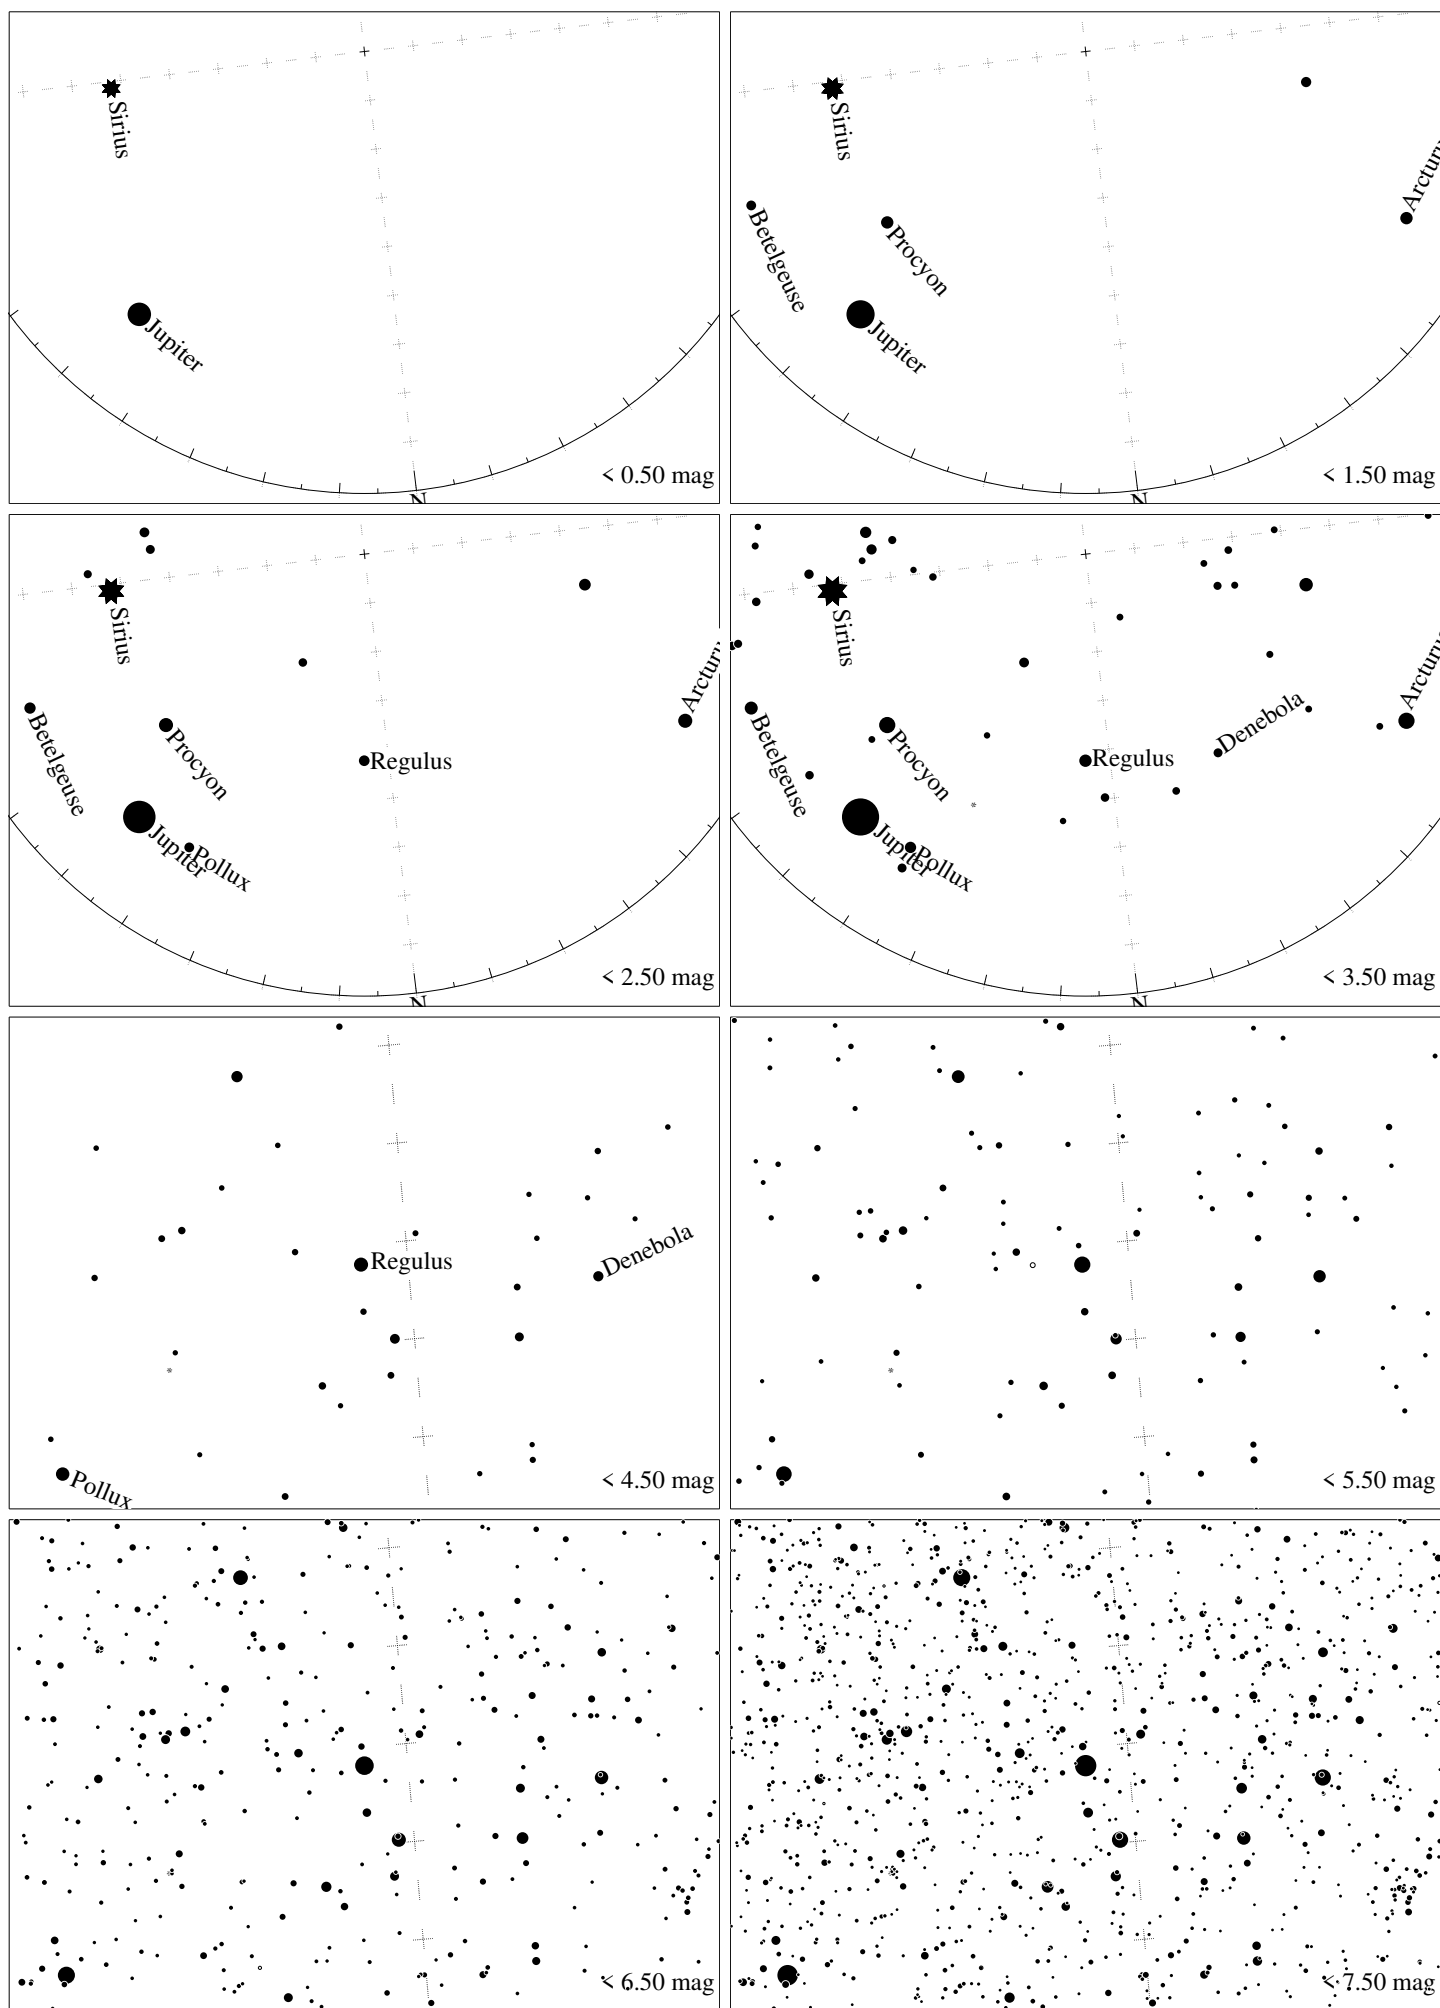 Sirius
Jupiter
N
< 0.50 mag
Sirius
Betelgeuse
Procyon
Jupiter
N
< 1.50 mag
Sirius
Betelgeuse
Procyon
Regulus
Jupiter
Pollux
N
< 2.50 mag
Sirius
Betelgeuse
Procyon
Regulus
Denebola
Jupiter
Pollux
N
< 3.50 mag
Regulus
Denebola
Pollux
< 4.50 mag
< 5.50 mag
< 6.50 mag
< 7.50 mag